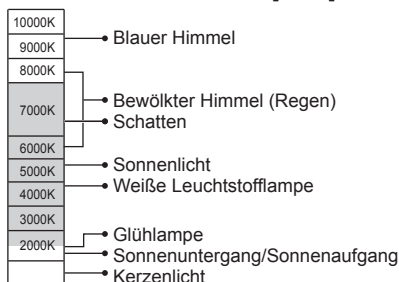 10000K
9000K
Blauer Himmel
8000K
Bewölkter Himmel (Regen)
7000K
Schatten
6000K
5000K
Sonnenlicht
4000K
Weiße Leuchtstofflampe
3000K
2000K
Glühlampe
Sonnenuntergang/Sonnenaufgang
Kerzenlicht